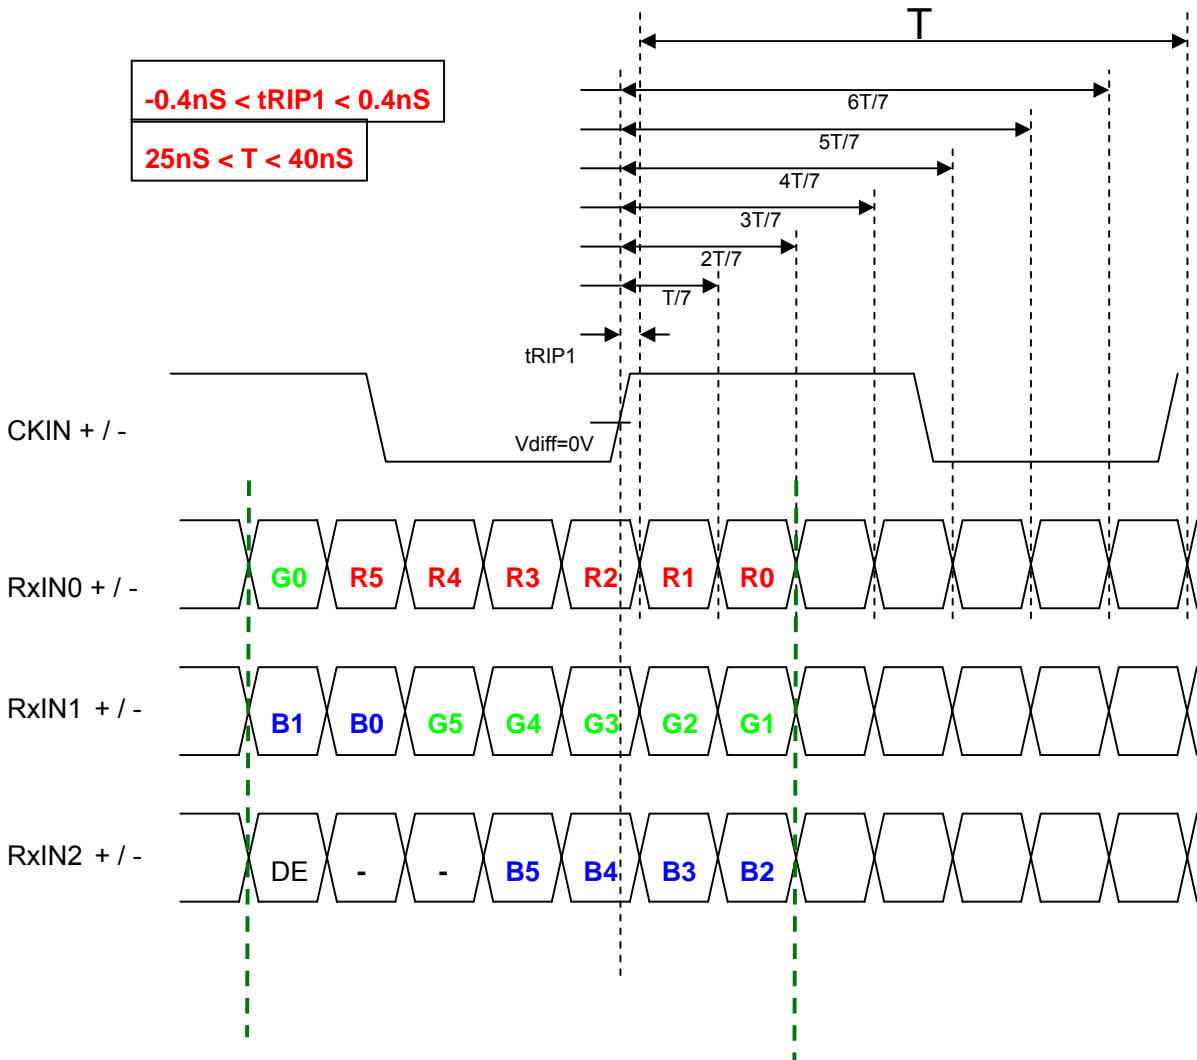 T
-0.4nS < tRIP1 < 0.4nS
6T/7
5T/7
25nS < T < 40nS
4T/7
3T/7
2T/7
T/7
tRIP1
CKIN + / -
Vdiff=0V
RxIN0 + / - G0 R5 R4 R3 R2 R1 R0
RxIN1 + / - B1 B0 G5 G4 G3 G2 G1
RxIN2 + / - DE - - B5 B4 B3 B2